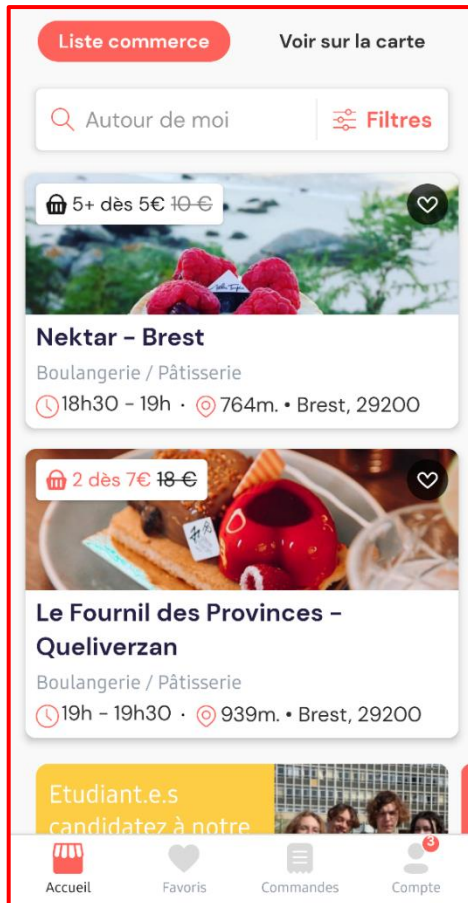 Liste commerce
Voir sur la carte
Autour de moi
Filtres
5+ dès 5€ 10 €
Nektar - Brest
Boulangerie / Pâtisserie
18h30 - 19h · 764m. • Brest, 29200
2 dès 7€ 18 €
Le Fournil des Provinces -
Queliverzan
Boulangerie / Pâtisserie
19h - 19h30 · 939m. • Brest, 29200
Etudiant.e.s
candidatez à notre
3
Accueil
Favoris
Commandes
Compte